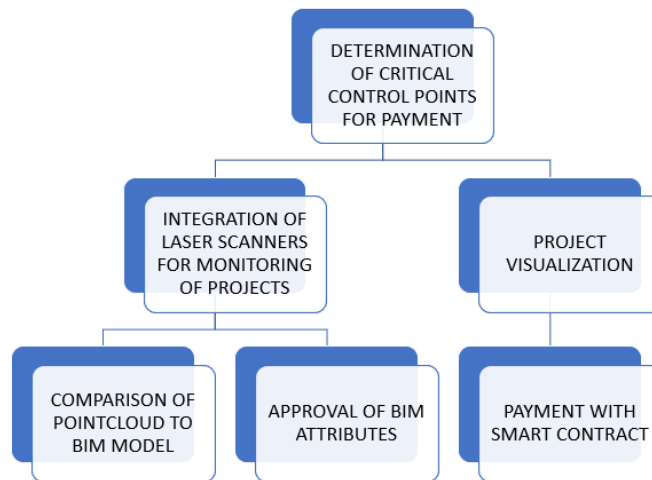 DETERMINATION
OF CRITICAL
CONTROL POINTS
FOR PAYMENT
INTEGRATION OF
LASER SCANNERS
FOR MONITORING
OF PROJECTS
PROJECT
VISUALIZATION
COMPARISON OF
POINTCLOUD TO
BIM MODEL
APPROVAL OF BIM
ATTRIBUTES
PAYMENT WITH
SMART CONTRACT